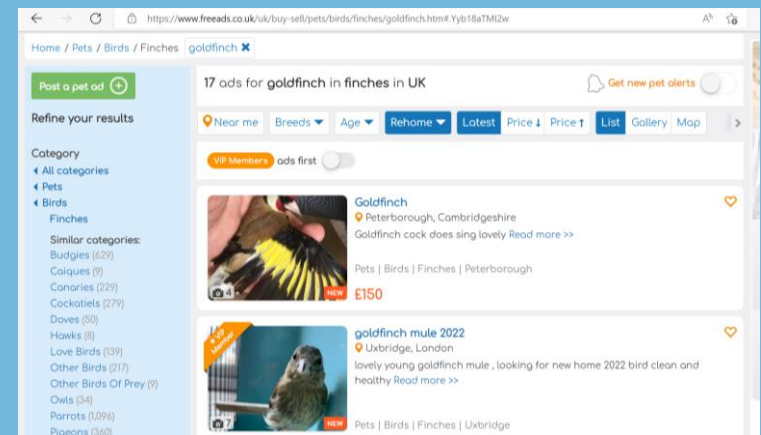 https://www.freeads.co.uk/uk/buy-sell/pets/birds/finches/goldfinch.htm#.Yyb18aTMI2w
Home / Pets / Birds / Finches goldfinch ✖
Post a pet ad
17 ads for goldfinch in finches in UK
Get new pet alerts
Refine your results
Near me Breeds ▼ Age ▼ Rehome ▼ Latest Price ↓ Price ↑ List Gallery Map >
Category
All categories
Pets
Birds
Finches
Similar categories:
Budgies (629)
Caiques (9)
Canaries (229)
Cockatiels (279)
Doves (50)
Hawks (8)
Love Birds (139)
Other Birds (217)
Other Birds Of Prey (9)
Owls (34)
Parrots (1,096)
Pigeons (360)
VIP Members ads first
Goldfinch
Peterborough, Cambridgeshire
Goldfinch cock does sing lovely Read more >>
Pets | Birds | Finches | Peterborough
4 NEW £150
VIP Member
goldfinch mule 2022
Uxbridge, London
lovely young goldfinch mule , looking for new home 2022 bird clean and
healthy Read more >>
7 NEW
Pets | Birds | Finches | Uxbridge